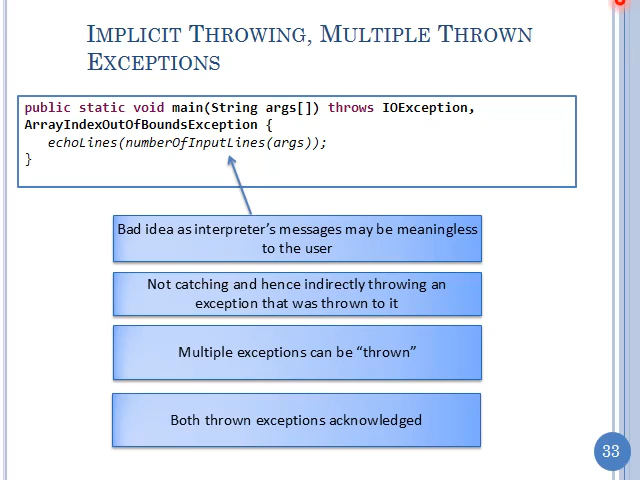 IMPLICIT THROWING, MULTIPLE THROWN
EXCEPTIONS
public static void main(String args[]) throws IOException,
ArrayIndexOutOfBoundsException {
echoLines(numberOfInputLines(args));
}
Bad idea as interpreter’s messages may be meaningless
to the user
Not catching and hence indirectly throwing an
exception that was thrown to it
Multiple exceptions can be “thrown”
Both thrown exceptions acknowledged
33